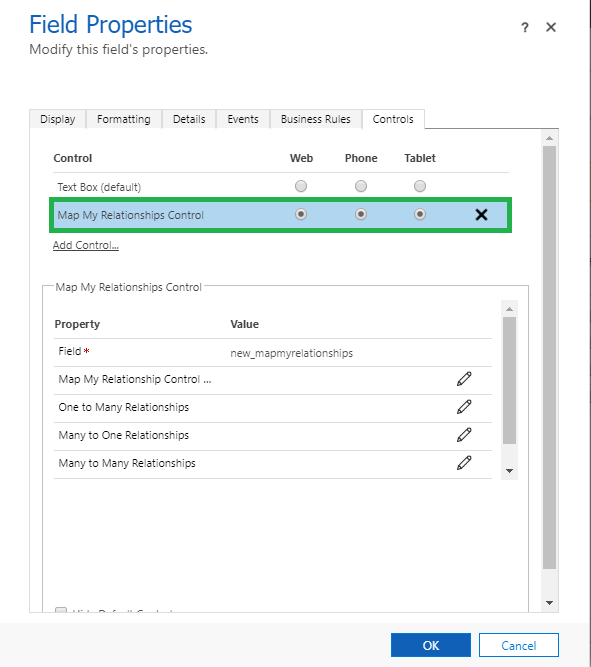 Field Properties
Modify this field's properties.
?
Display Formatting Details Events Business Rules Controls
Control Web Phone Tablet
Text Box (default)
Map My Relationships Control
Add Control...
Map My Relationships Control
Property Value
Field * new_mapmyrelationships
Map My Relationship Control ...
One to Many Relationships
Many to One Relationships
Many to Many Relationships
OK Cancel